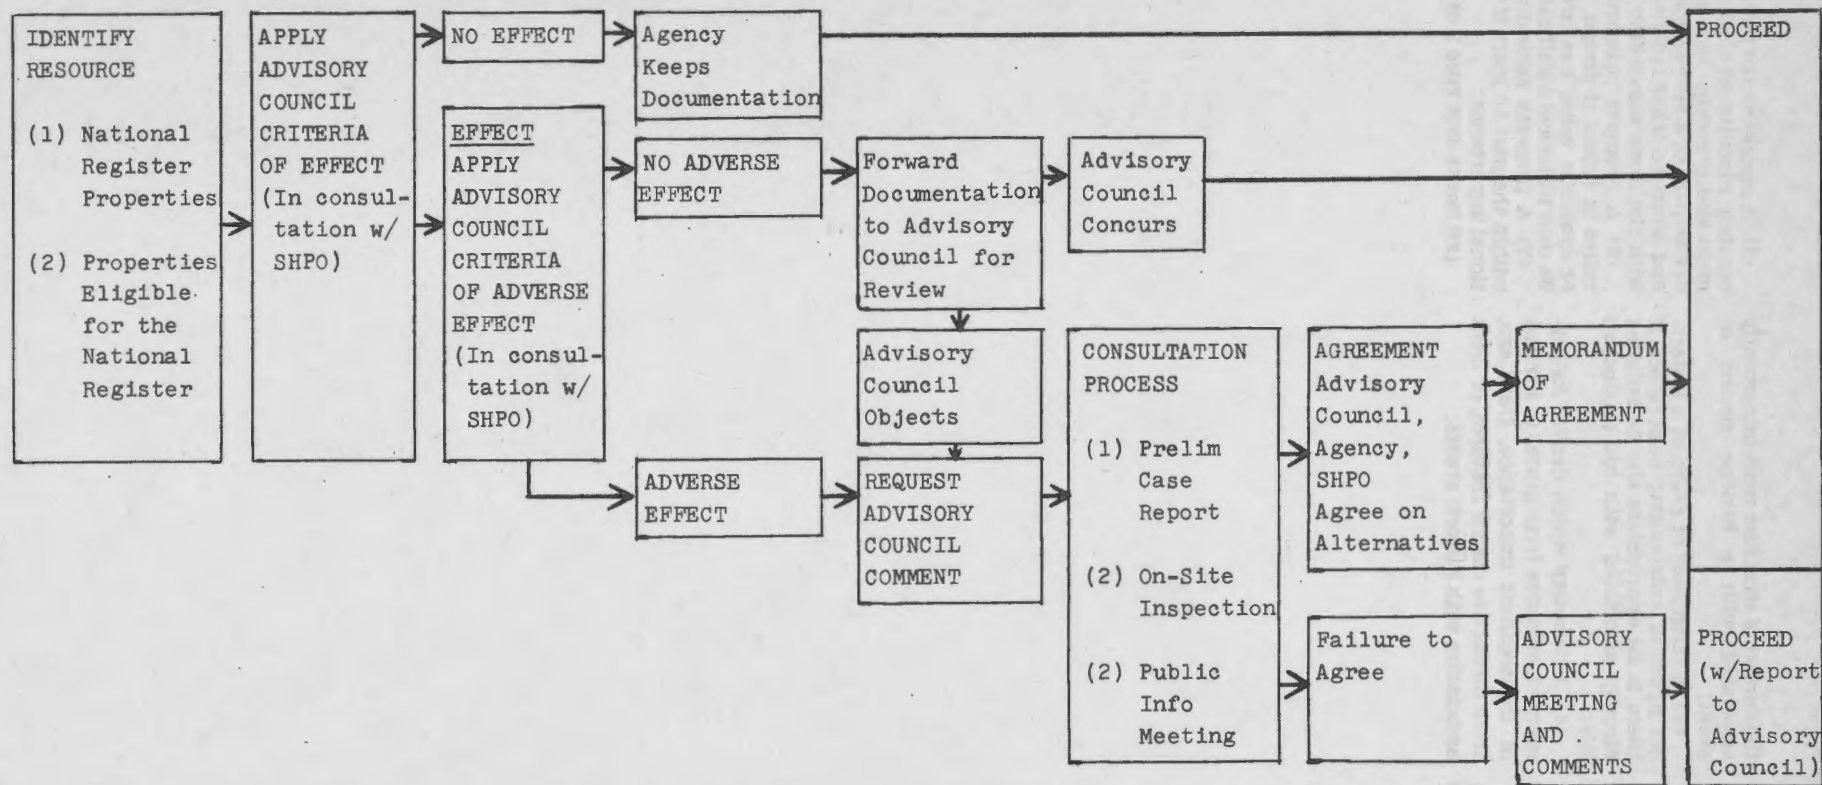 IDENTIFY
RESOURCE
(1) National
Register
Properties
(2) Properties
Eligible
for the
National
Register
APPLY
ADVISORY
COUNCIL
CRITERIA
OF EFFECT
(In consul-
tation w/
SHPO)
NO EFFECT
Agency
Keeps
Documentation
PROCEED
EFFECT
APPLY
ADVISORY
COUNCIL
CRITERIA
OF ADVERSE
EFFECT
(In consul-
tation w/
SHPO)
NO ADVERSE
EFFECT
Forward
Documentation
to Advisory
Council for
Review
Advisory
Council
Concurs
Advisory
Council
Objects
ADVERSE
EFFECT
REQUEST
ADVISORY
COUNCIL
COMMENT
CONSULTATION
PROCESS
(1) Prelim
Case
Report
(2) On-Site
Inspection
(2) Public
Info
Meeting
AGREEMENT
Advisory
Council,
Agency,
SHPO
Agree on
Alternatives
MEMORANDUM
OF
AGREEMENT
Failure to
Agree
ADVISORY
COUNCIL
MEETING
AND
COMMENTS
PROCEED
(w/Report
to
Advisory
Council)